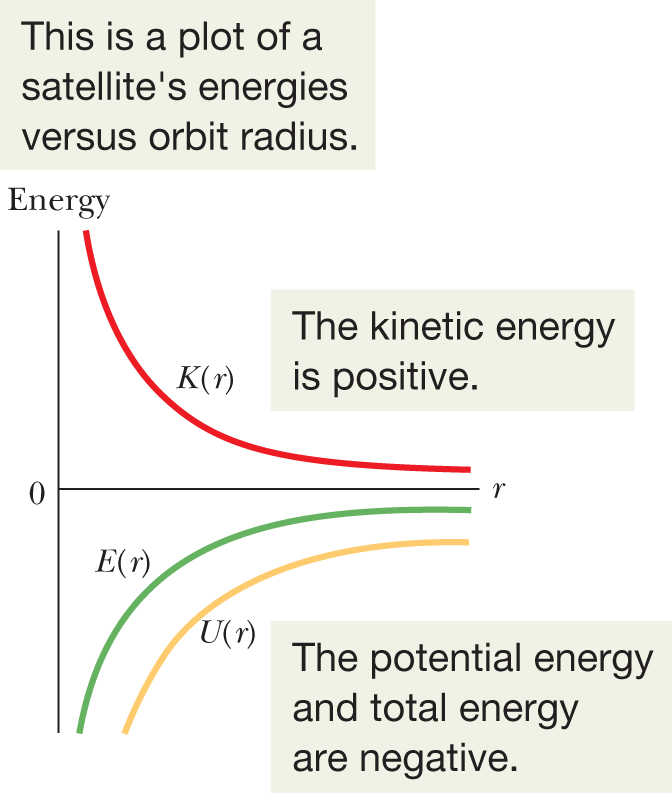 This is a plot of a
satellite's energies
versus orbit radius.
Energy
The kinetic energy
is positive.
K(r)
0
r
E(r)
U(r)
The potential energy
and total energy
are negative.